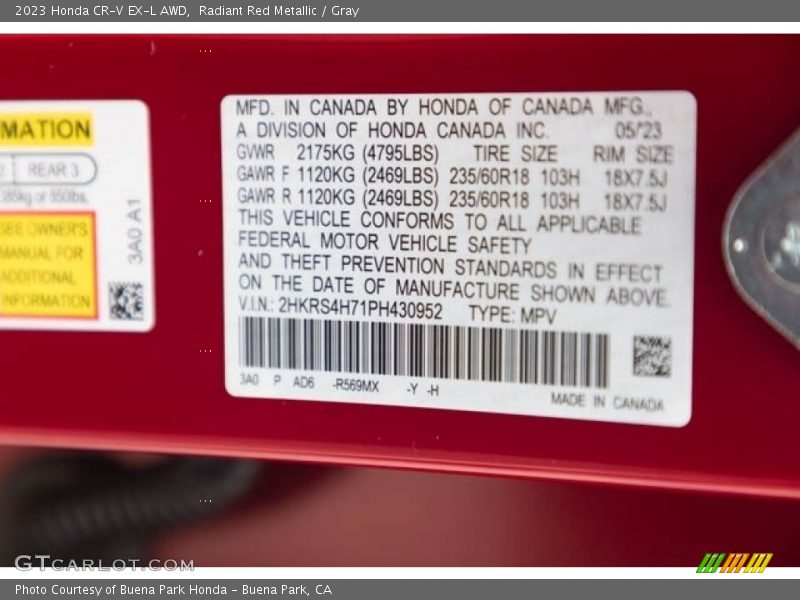 2023 Honda CR-V EX-L AWD, Radiant Red Metallic / Gray
MATION
REAR 3
385kg or 850lbs.
SEE OWNER'S
MANUAL FOR
ADDITIONAL
INFORMATION
3A0 A1
MFD. IN CANADA BY HONDA OF CANADA MFG.,
A DIVISION OF HONDA CANADA INC. 05/'23
GVWR 2175KG (4795LBS) TIRE SIZE RIM SIZE
GAWR F 1120KG (2469LBS) 235/60R18 103H 18X7.5J
GAWR R 1120KG (2469LBS) 235/60R18 103H 18X7.5J
THIS VEHICLE CONFORMS TO ALL APPLICABLE
FEDERAL MOTOR VEHICLE SAFETY
AND THEFT PREVENTION STANDARDS IN EFFECT
ON THE DATE OF MANUFACTURE SHOWN ABOVE.
V.I.N.: 2HKRS4H71PH430952 TYPE: MPV
3A0 P AD6 -R569MX -Y -H
MADE IN CANADA
GTCARLOT.COM
Photo Courtesy of Buena Park Honda - Buena Park, CA